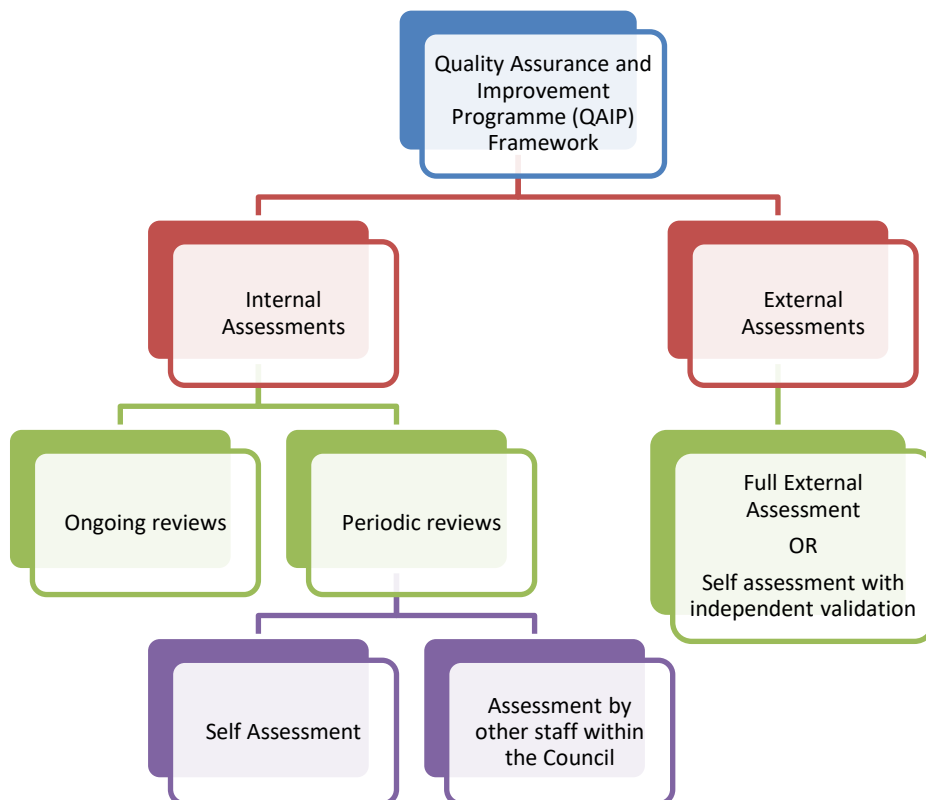 Quality Assurance and
Improvement
Programme (QAIP)
Framework
Internal
Assessments
External
Assessments
Ongoing reviews
Periodic reviews
Full External
Assessment
OR
Self assessment with
independent validation
Self Assessment
Assessment by
other staff within
the Council